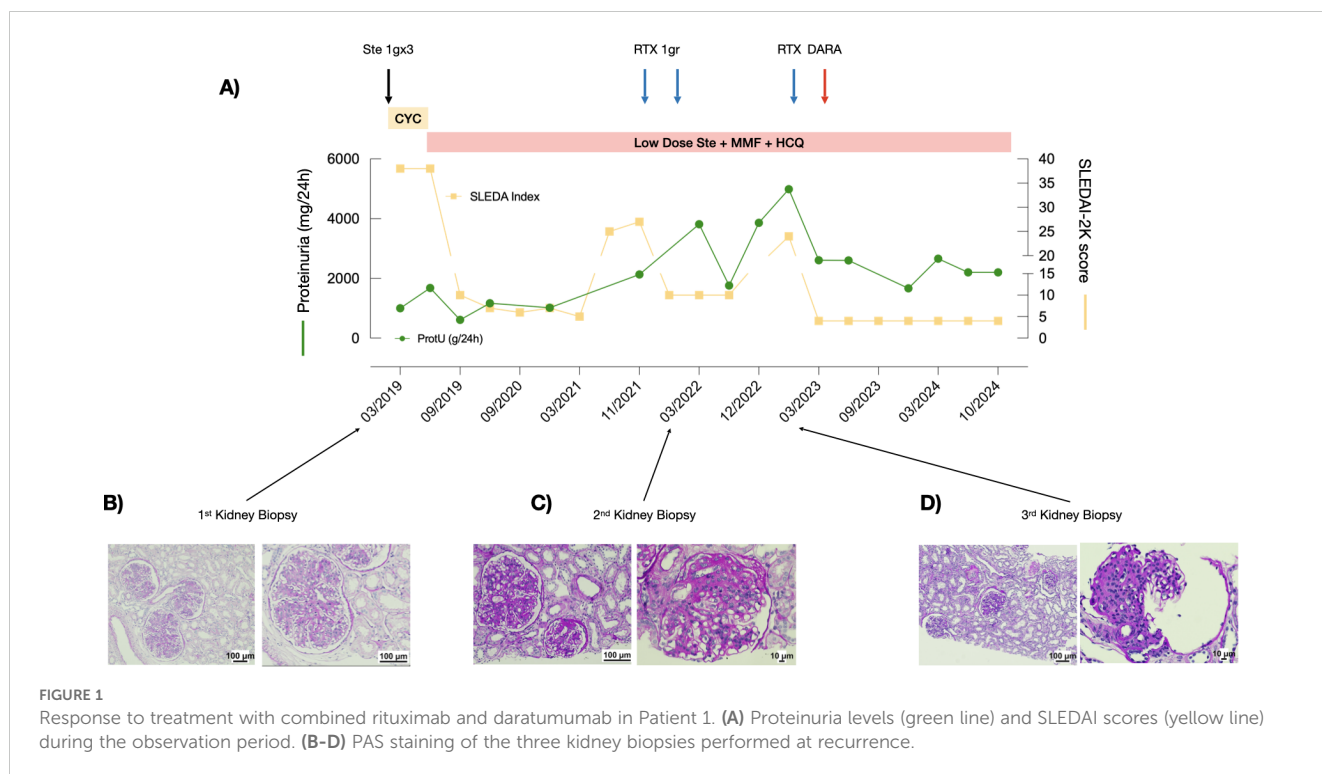 Ste 1gx3
RTX 1gr
RTX DARA
A)
CYC
Low Dose Ste + MMF + HCQ
Proteinuria (mg/24h)
6000
4000
2000
0
SLEDA Index
ProtU (g/24h)
40
35
30
25
20
15
10
5
0
SLEDAI-2K score
03/2019
09/2019
09/2020
03/2021
11/2021
03/2022
12/2022
03/2023
09/2023
03/2024
10/2024
B)
1st Kidney Biopsy
100 µm
100 µm
C)
2nd Kidney Biopsy
100 µm
10 µm
D)
3rd Kidney Biopsy
100 µm
10 µm
FIGURE 1
Response to treatment with combined rituximab and daratumumab in Patient 1. (A) Proteinuria levels (green line) and SLEDAI scores (yellow line)
during the observation period. (B-D) PAS staining of the three kidney biopsies performed at recurrence.